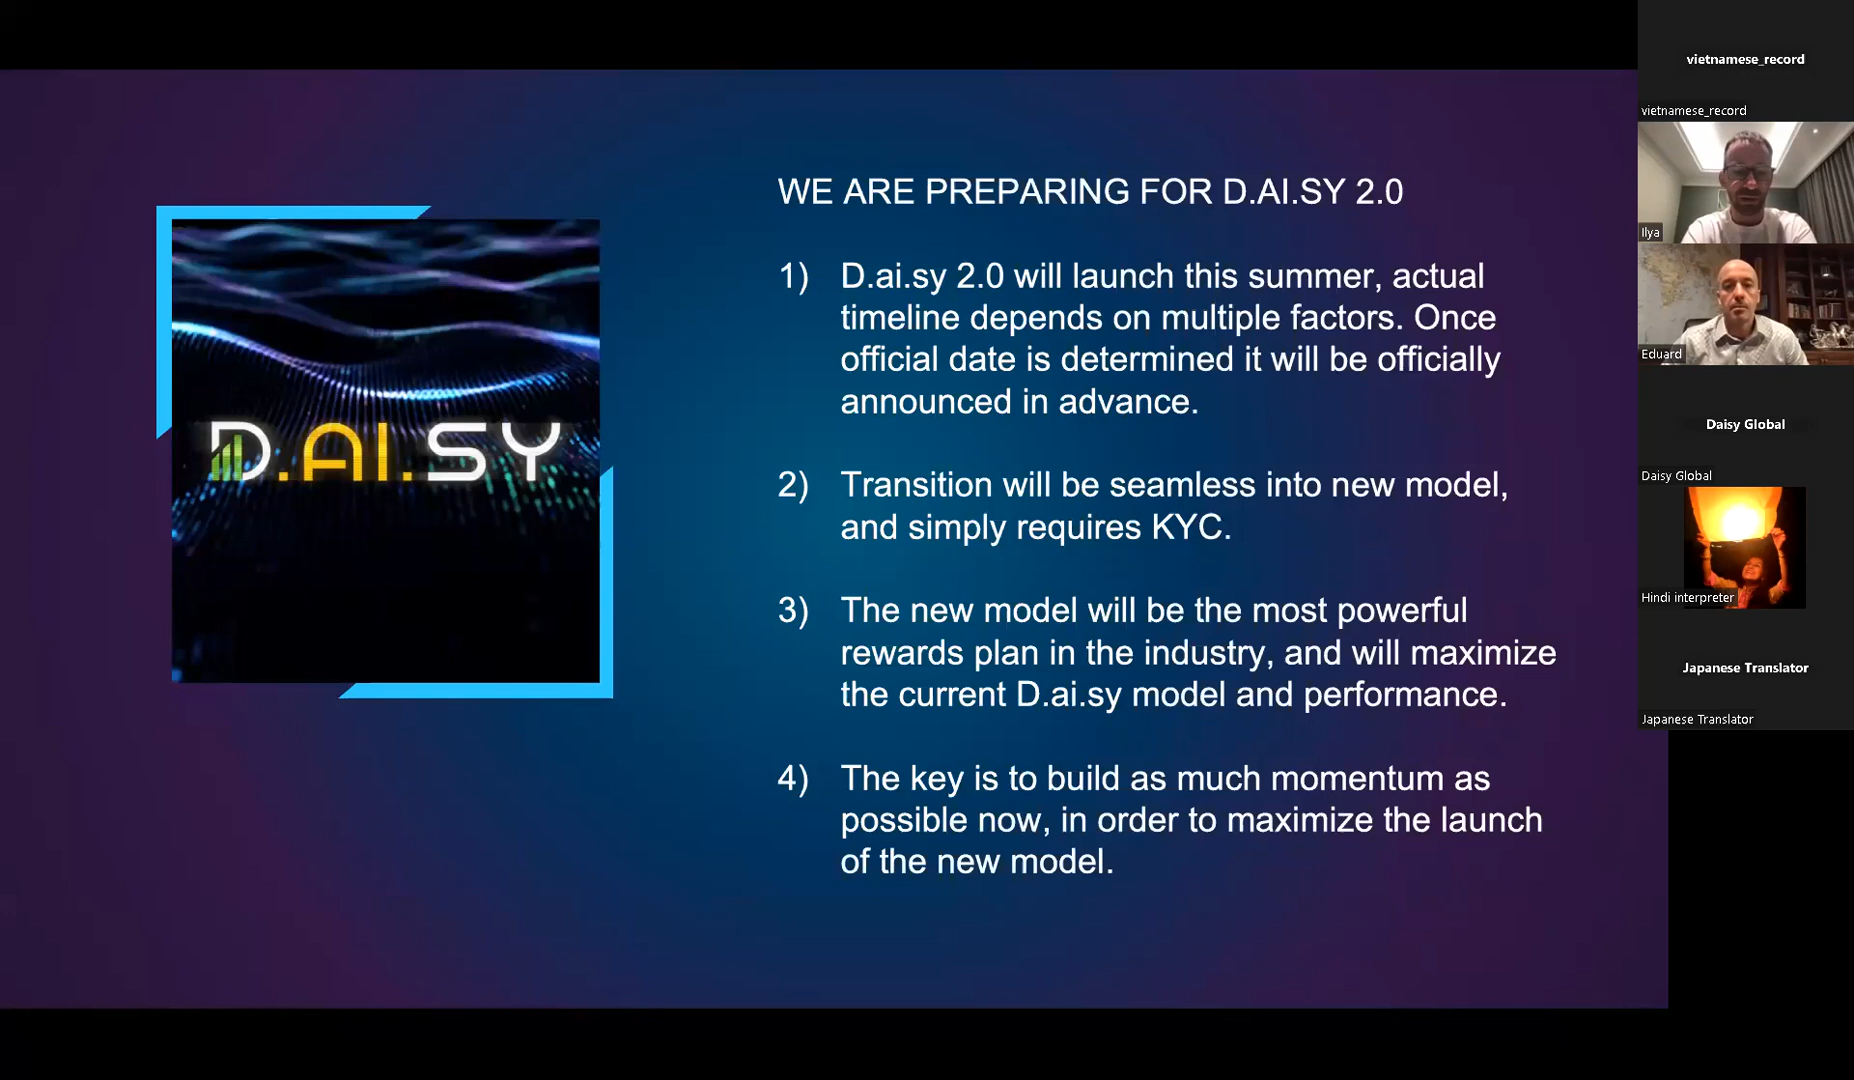 vietnamese_record
vietnamese_record
WE ARE PREPARING FOR D.AI.SY 2.0
Ilya
1) D.ai.sy 2.0 will launch this summer, actual
timeline depends on multiple factors. Once
official date is determined it will be officially
announced in advance.
Eduard
D.AI.SY
Daisy Global
Daisy Global
2) Transition will be seamless into new model,
and simply requires KYC.
Hindi interpreter
3) The new model will be the most powerful
rewards plan in the industry, and will maximize
the current D.ai.sy model and performance.
Japanese Translator
Japanese Translator
4) The key is to build as much momentum as
possible now, in order to maximize the launch
of the new model.